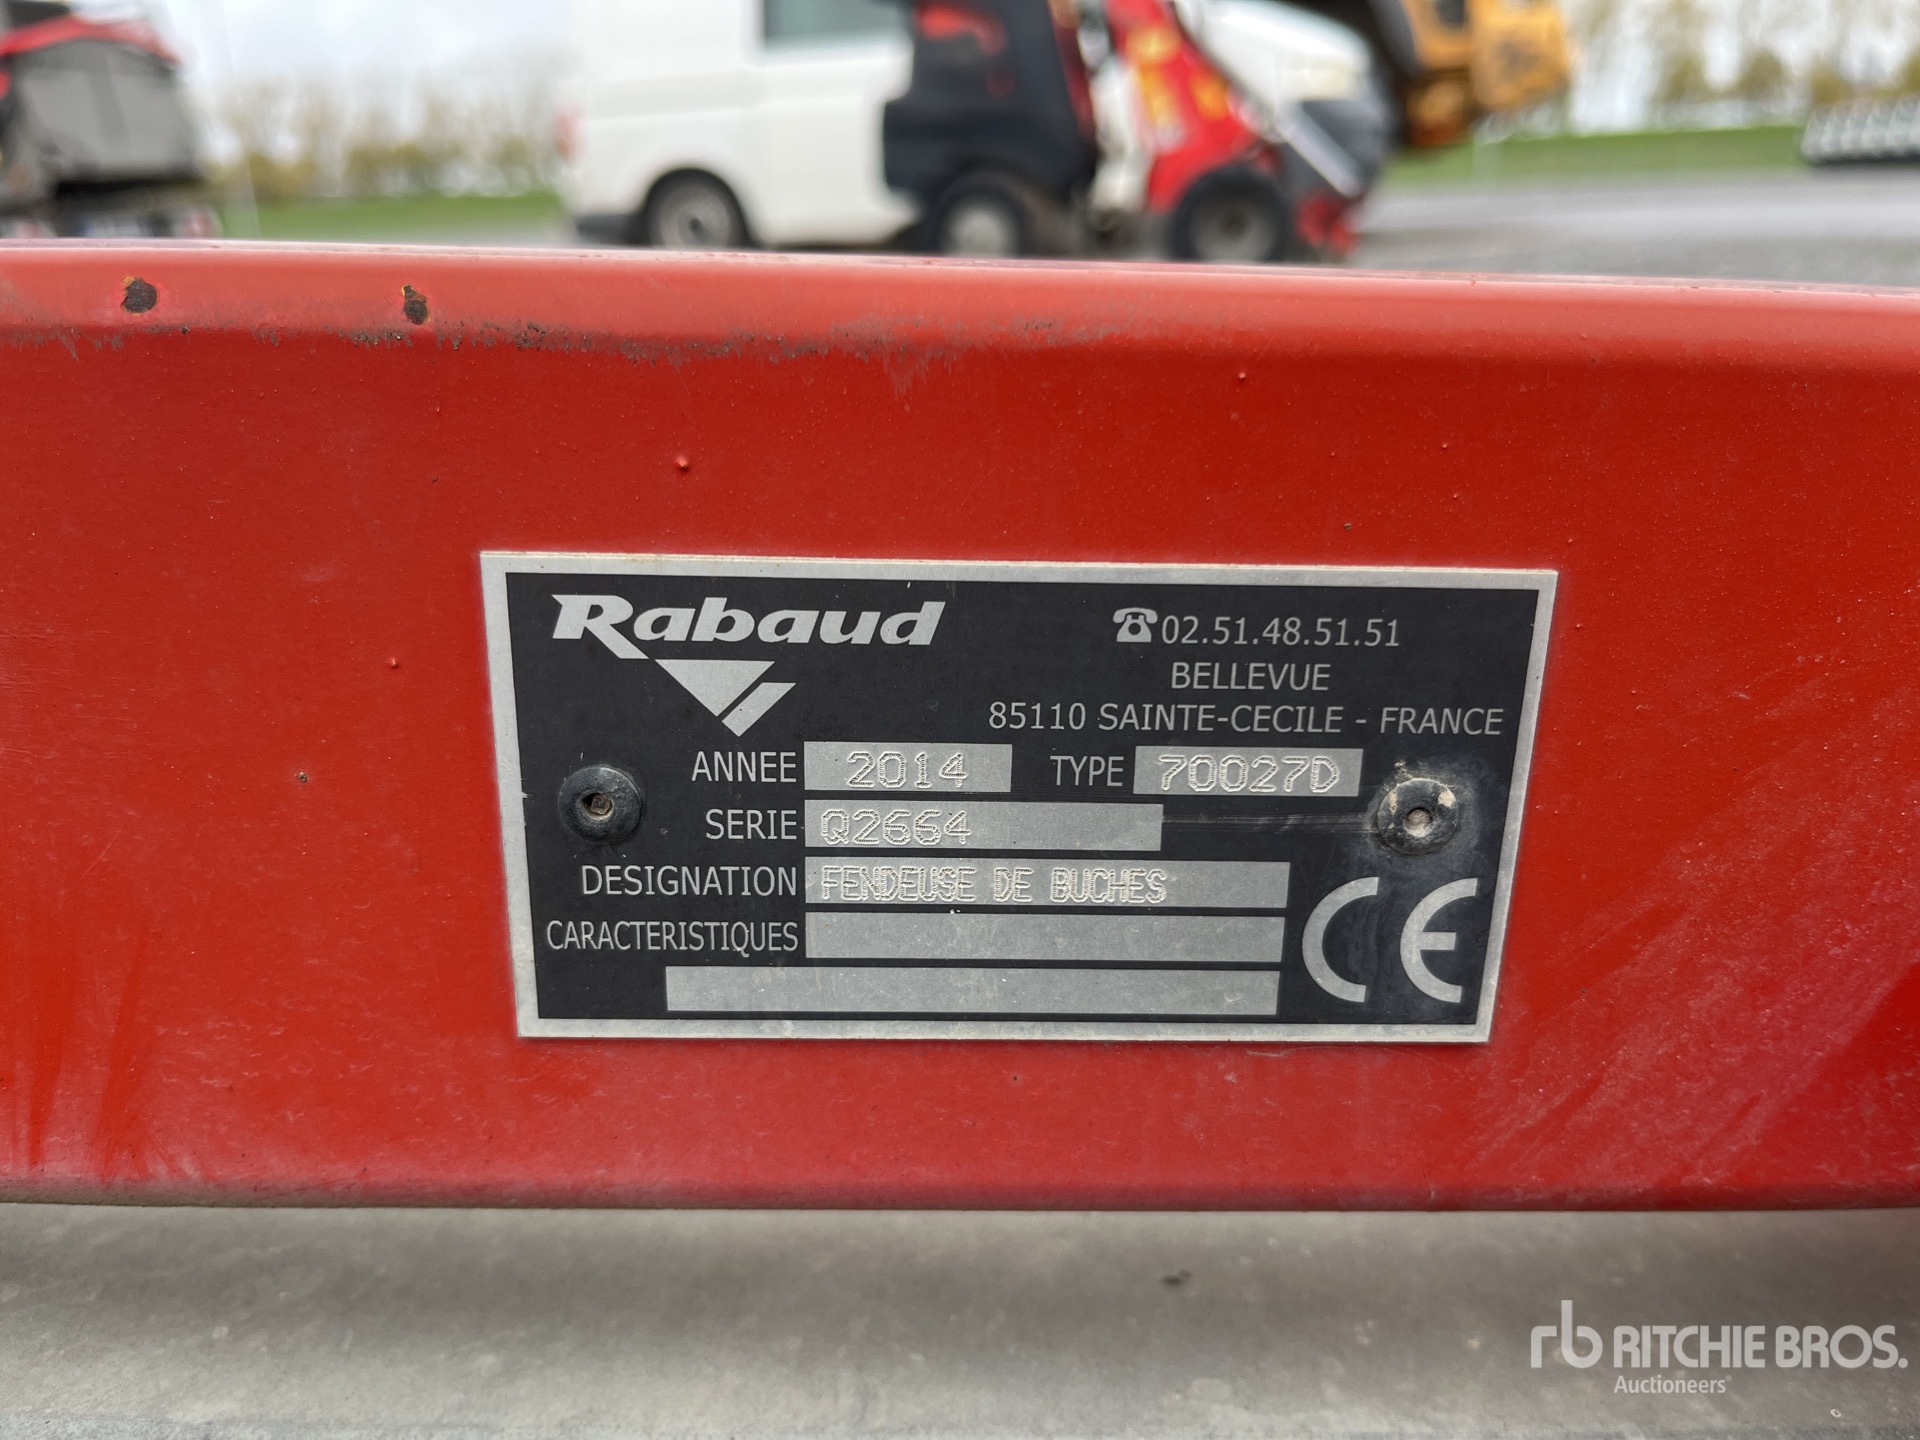 Rabaud
☎02.51.48.51.51
BELLEVUE
85110 SAINTE-CECILE - FRANCE
ANNEE 2014 TYPE 70027D
SERIE Q2664
DESIGNATION FENDEUSE DE BUCHES
CARACTERISTIQUES
CE
rb RITCHIE BROS.
Auctioneers